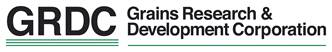 GRDC
Grains Research &
Development Corporation